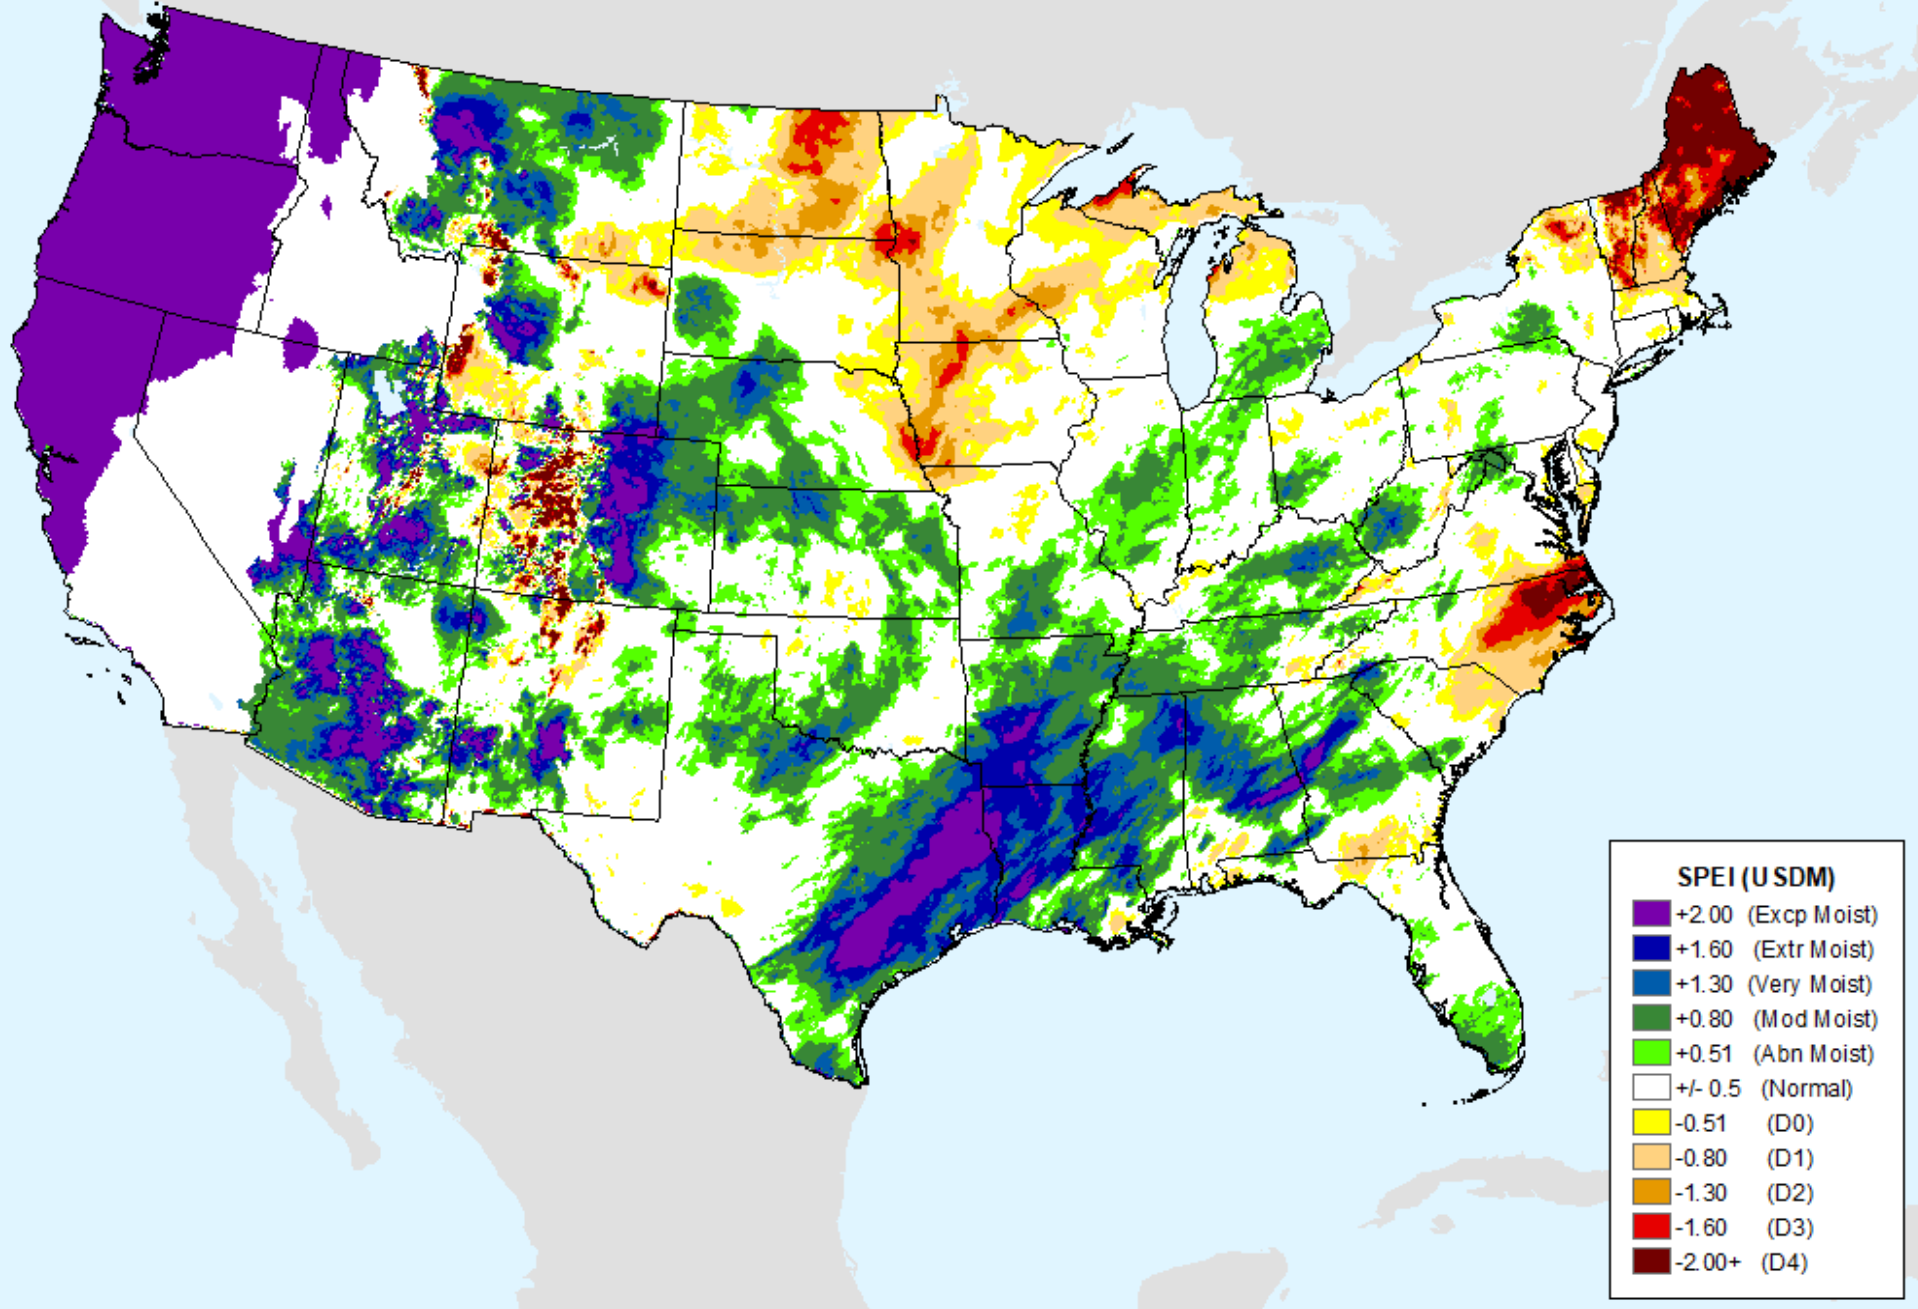 SPEI (USDM)
+2.00 (Excp Moist)
+1.60 (Extr Moist)
+1.30 (Very Moist)
+0.80 (Mod Moist)
+0.51 (Abn Moist)
+/- 0.5 (Normal)
-0.51 (D0)
-0.80 (D1)
-1.30 (D2)
-1.60 (D3)
-2.00+ (D4)